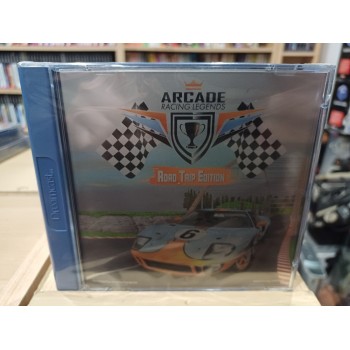 ARCADE
RACING LEGENDS
ROAD TRIP EDITION
6
Dreamcast